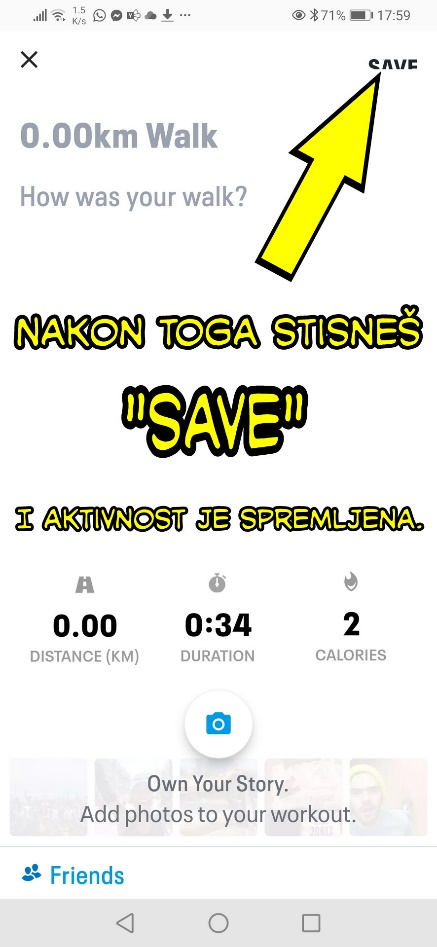 1.5
K/s
71%
17:59
SAVE
0.00km Walk
How was your walk?
NAKON TOGA STISNEŠ
"SAVE"
I AKTIVNOST JE SPREMLJENA.
0.00
0:34
2
DISTANCE (KM)
DURATION
CALORIES
Own Your Story.
Add photos to your workout.
Friends